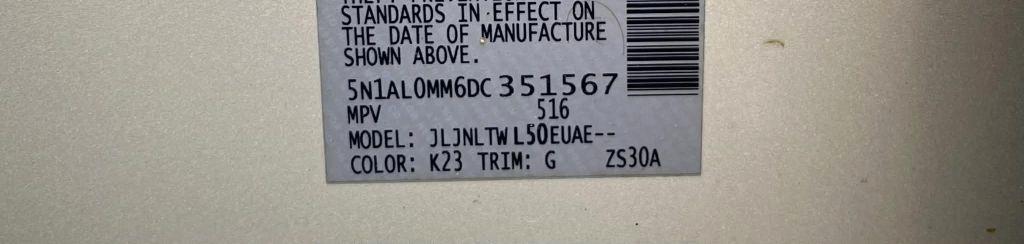 STANDARDS IN EFFECT ON
THE DATE OF MANUFACTURE
SHOWN ABOVE.
5N1AL0MM6DC351567
MPV 516
MODEL: JLJNLTWL50EUAE--
COLOR: K23 TRIM: G ZS30A